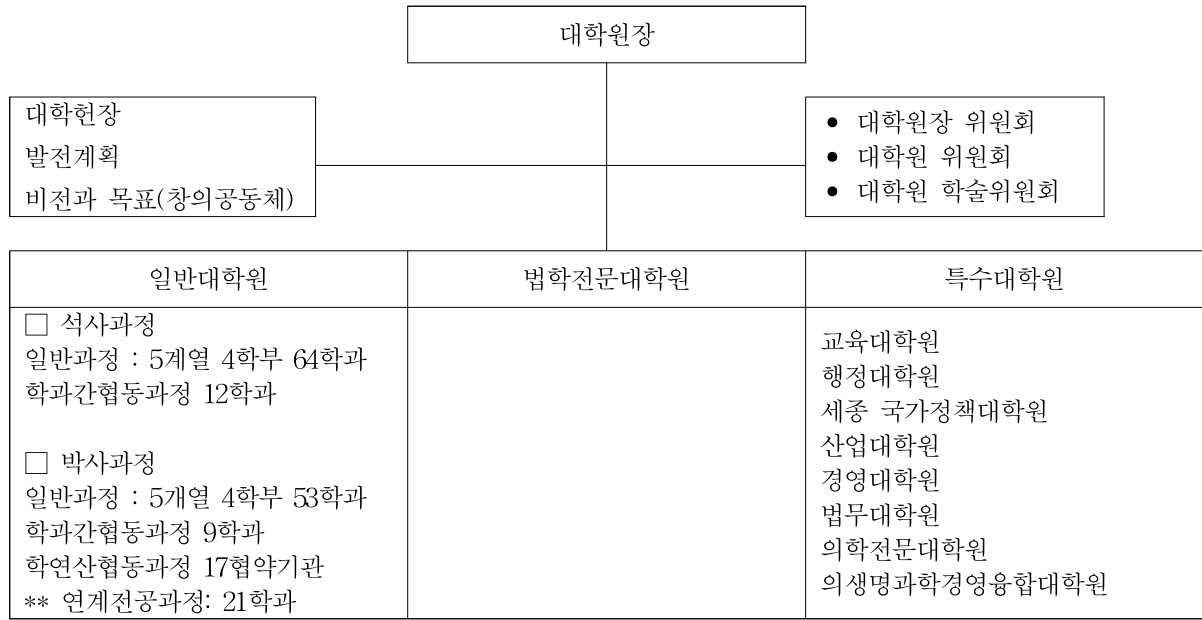 대학원장
대학헌장
발전계획
비전과 목표(창의공동체)
● 대학원장 위원회
● 대학원 위원회
● 대학원 학술위원회
일반대학원
법학전문대학원
특수대학원
□ 석사과정
일반과정 : 5계열 4학부 64학과
학과간협동과정 12학과
□ 박사과정
일반과정 : 5개열 4학부 53학과
학과간협동과정 9학과
학연산협동과정 17협약기관
** 연계전공과정: 21학과
교육대학원
행정대학원
세종 국가정책대학원
산업대학원
경영대학원
법무대학원
의학전문대학원
의생명과학경영융합대학원